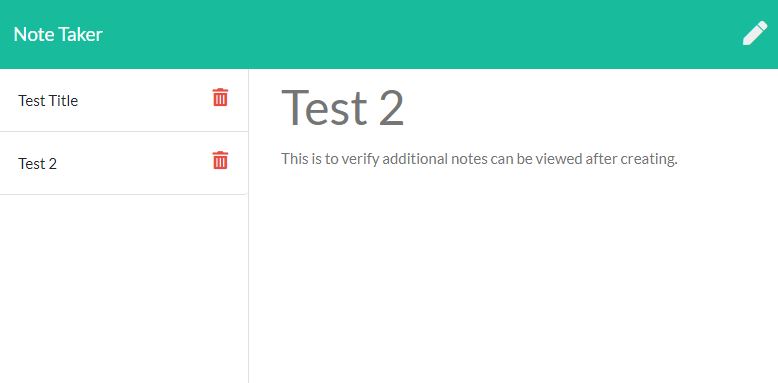 Note Taker
Test Title
Test 2
Test 2
This is to verify additional notes can be viewed after creating.